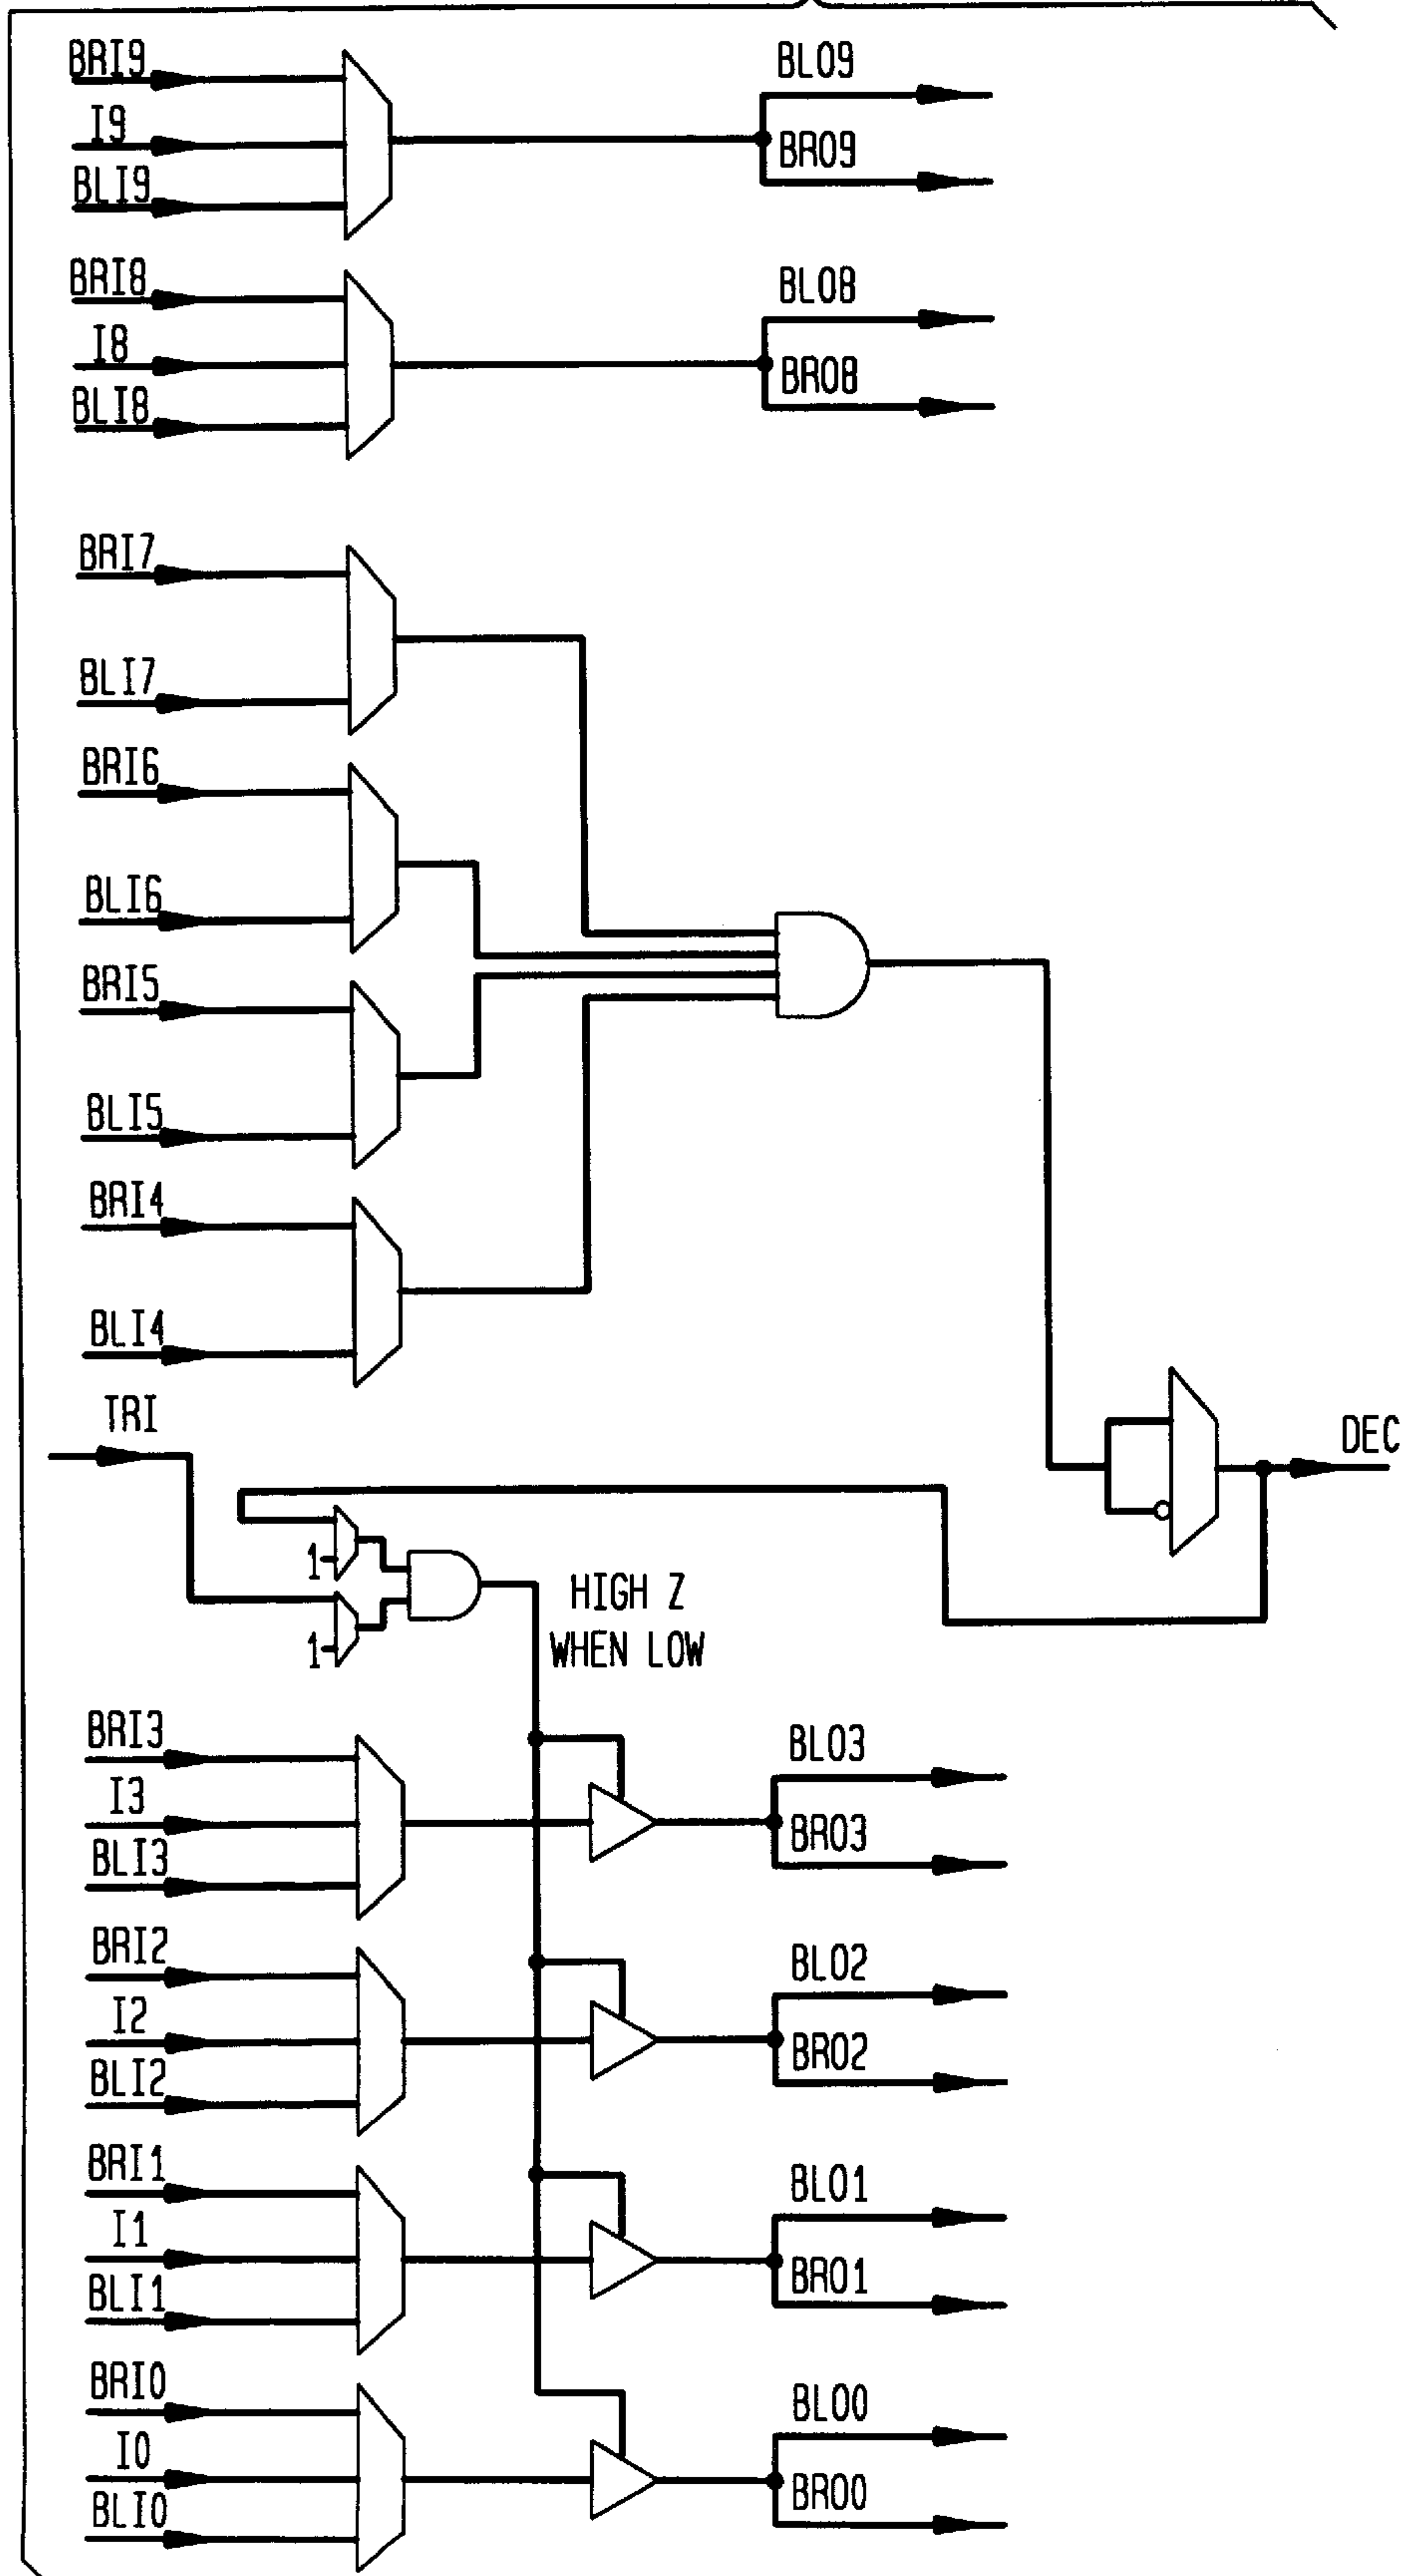 BRI9
I9
BLI9
BLO9
BRO9
BRI8
I8
BLI8
BLO8
BRO8
BRI7
BLI7
BRI6
BLI6
BRI5
BLI5
BRI4
BLI4
TRI
DEC
1
1
HIGH Z
WHEN LOW
BRI3
I3
BLI3
BLO3
BRO3
BRI2
I2
BLI2
BLO2
BRO2
BRI1
I1
BLI1
BLO1
BRO1
BRI0
I0
BLI0
BLO0
BRO0